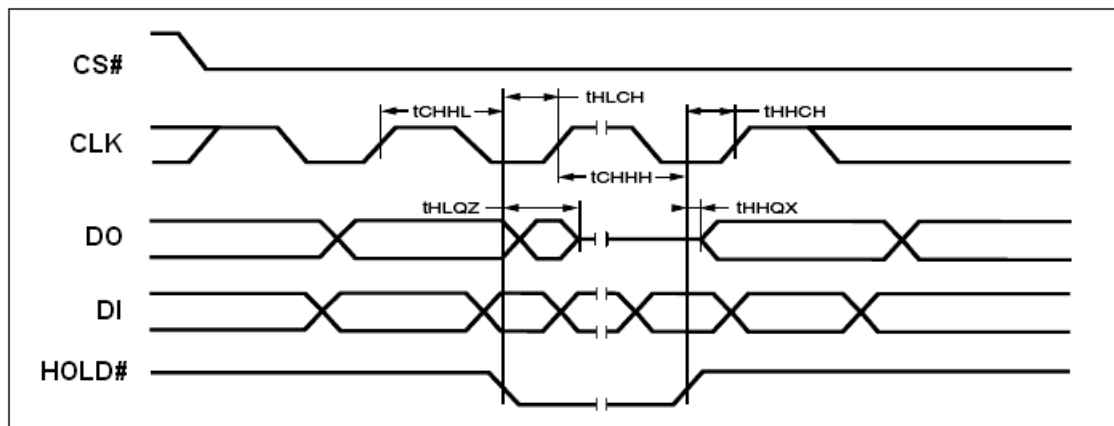 CS#
tHLCH
tHHCH
tCHHL
CLK
tCHHH
tHLQZ
tHHQX
DO
DI
HOLD#